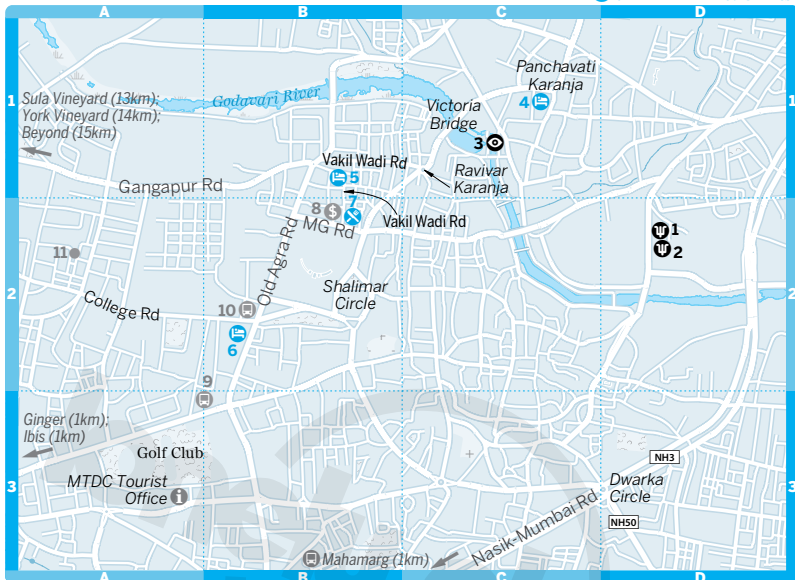 A
B
C
D
1
Sula Vineyard (13km);
York Vineyard (14km);
Beyond (15km)
Godavari River
Panchavati
Karanja
4
Victoria
Bridge
3
Vakil Wadi Rd
5
Ravivar
Karanja
1
Gangapur Rd
7
8
$
MG Rd
Vakil Wadi Rd
Old Agra Rd
1
2
11
2
College Rd
Shalimar
Circle
10
6
2
9
Ginger (1km);
Ibis (1km)
Golf Club
MTDC Tourist
Office
i
3
NH3
Dwarka
Circle
NH50
3
Nasik-Mumbai Rd
Mahamarg (1km)
A
B
C
D